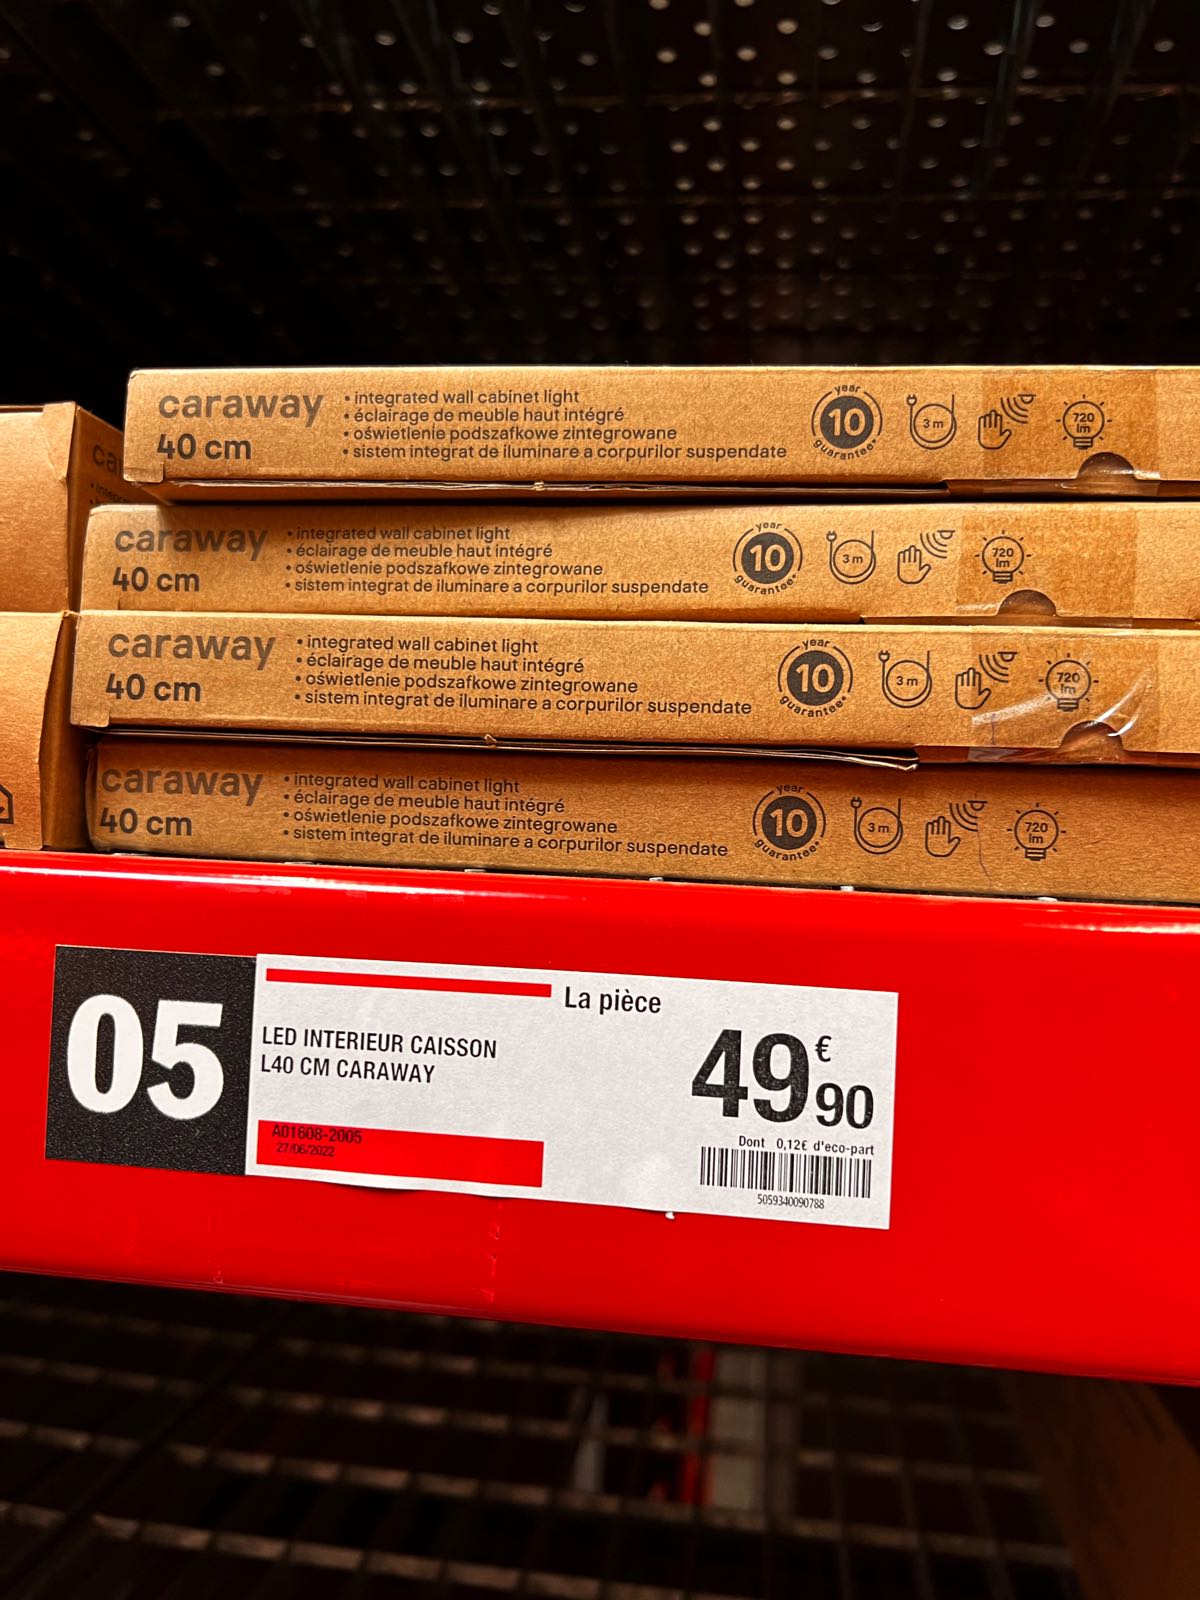 caraway
40 cm
• integrated wall cabinet light
• éclairage de meuble haut intégré
• oświetlenie podszafkowe zintegrowane
• sistem integrat de iluminare a corpurilor suspendate
year
10
guarantee*
3 m
720
lm
caraway
40 cm
• integrated wall cabinet light
• éclairage de meuble haut intégré
• oświetlenie podszafkowe zintegrowane
• sistem integrat de iluminare a corpurilor suspendate
year
10
guarantee*
3 m
720
lm
caraway
40 cm
• integrated wall cabinet light
• éclairage de meuble haut intégré
• oświetlenie podszafkowe zintegrowane
• sistem integrat de iluminare a corpurilor suspendate
year
10
guarantee*
3 m
720
lm
caraway
40 cm
• integrated wall cabinet light
• éclairage de meuble haut intégré
• oświetlenie podszafkowe zintegrowane
• sistem integrat de iluminare a corpurilor suspendate
year
10
guarantee*
3 m
720
lm
05
La pièce
LED INTERIEUR CAISSON
L40 CM CARAWAY
49€90
A01608-2005
27/06/2022
Dont 0,12€ d'eco-part
5059340090788